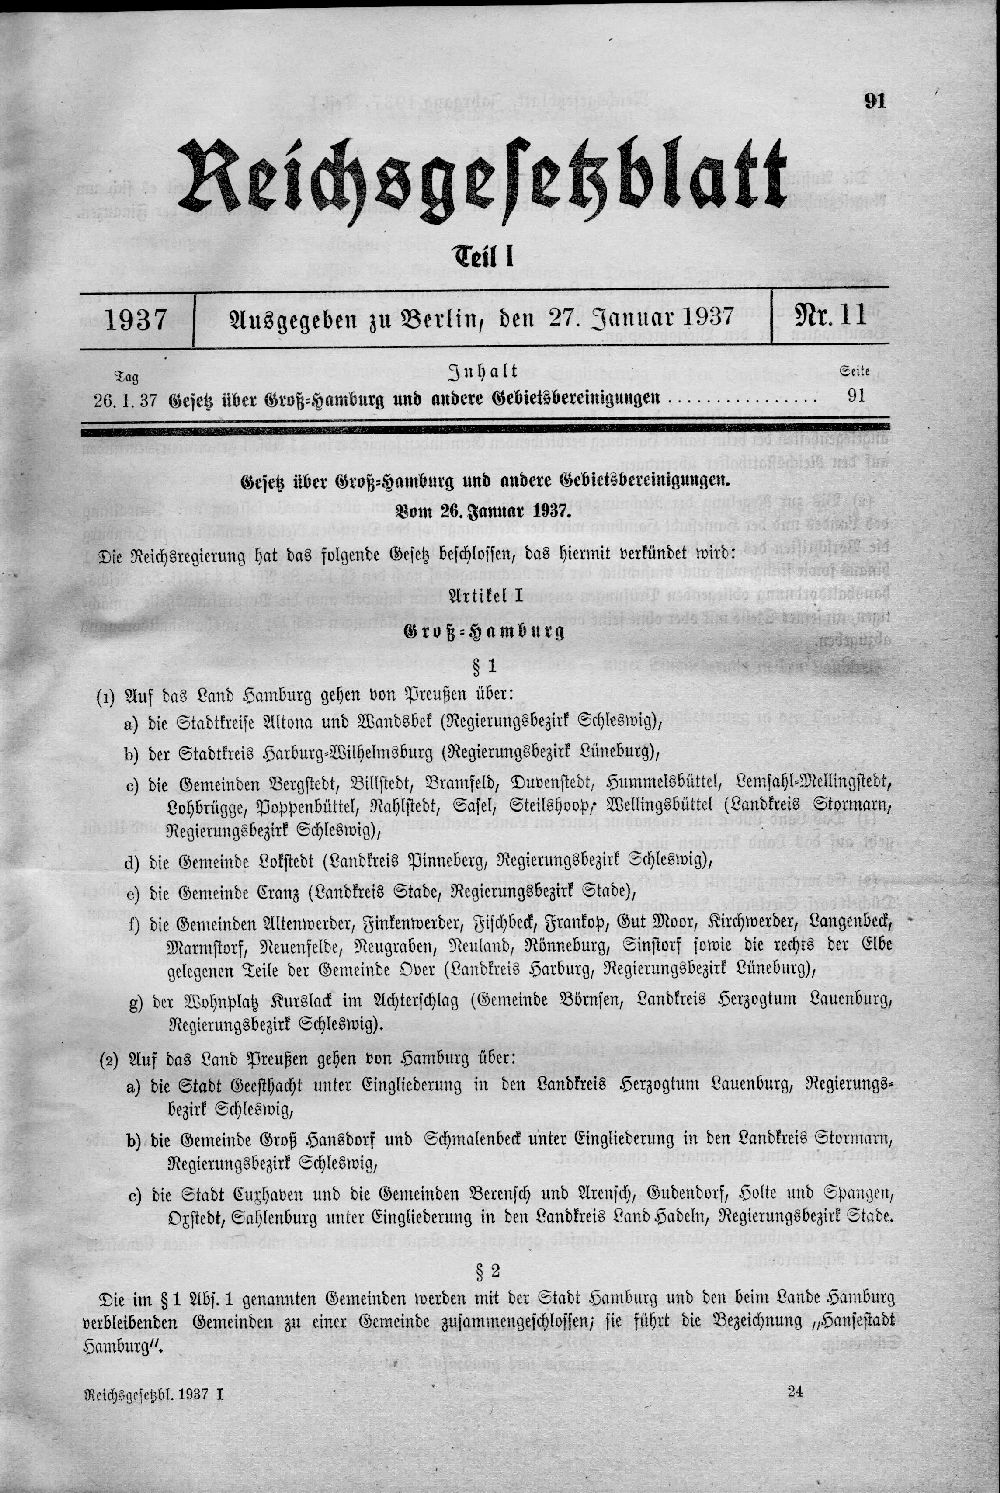 91
Reichsgesetzblatt
Teil I
1937 Ausgegeben zu Berlin, den 27. Januar 1937 Nr. 11
Tag Inhalt Seite
26. 1. 37 Gesetz über Groß-Hamburg und andere Gebietsbereinigungen ................ 91
Gesetz über Groß-Hamburg und andere Gebietsbereinigungen.
Vom 26. Januar 1937.
Die Reichsregierung hat das folgende Gesetz beschlossen, das hiermit verkündet wird:
Artikel I
Groß-Hamburg
§ 1
(1) Auf das Land Hamburg gehen von Preußen über:
a) die Stadtkreise Altona und Wandsbek (Regierungsbezirk Schleswig),
b) der Stadtkreis Harburg-Wilhelmsburg (Regierungsbezirk Lüneburg),
c) die Gemeinden Bergstedt, Billstedt, Bramfeld, Duvenstedt, Hummelsbüttel, Lemsahl-Mellingstedt,
Lohbrügge, Poppenbüttel, Rahlstedt, Sasel, Steilshoop, Wellingsbüttel (Landkreis Stormarn,
Regierungsbezirk Schleswig),
d) die Gemeinde Lokstedt (Landkreis Pinneberg, Regierungsbezirk Schleswig),
e) die Gemeinde Cranz (Landkreis Stade, Regierungsbezirk Stade),
f) die Gemeinden Altenwerder, Finkenwerder, Fischbeck, Frankop, Gut Moor, Kirchwerder, Langenbeck,
Marmstorf, Neuenfelde, Neugraben, Neuland, Rönneburg, Sinstorf sowie die rechts der Elbe
gelegenen Teile der Gemeinde Over (Landkreis Harburg, Regierungsbezirk Lüneburg),
g) der Wohnplatz Kurslack im Achterschlag (Gemeinde Börnsen, Landkreis Herzogtum Lauenburg,
Regierungsbezirk Schleswig).
(2) Auf das Land Preußen gehen von Hamburg über:
a) die Stadt Geesthacht unter Eingliederung in den Landkreis Herzogtum Lauenburg, Regierungs-
bezirk Schleswig,
b) die Gemeinde Groß Hansdorf und Schmalenbeck unter Eingliederung in den Landkreis Stormarn,
Regierungsbezirk Schleswig,
c) die Stadt Cuxhaven und die Gemeinden Berensch und Arensch, Gudendorf, Holte und Spangen,
Oxstedt, Sahlenburg unter Eingliederung in den Landkreis Land Hadeln, Regierungsbezirk Stade.
§ 2
Die im § 1 Abs. 1 genannten Gemeinden werden mit der Stadt Hamburg und den beim Lande Hamburg
verbleibenden Gemeinden zu einer Gemeinde zusammengeschlossen; sie führt die Bezeichnung „Hansestadt
Hamburg".
Reichsgesetzbl. 1937 I 24